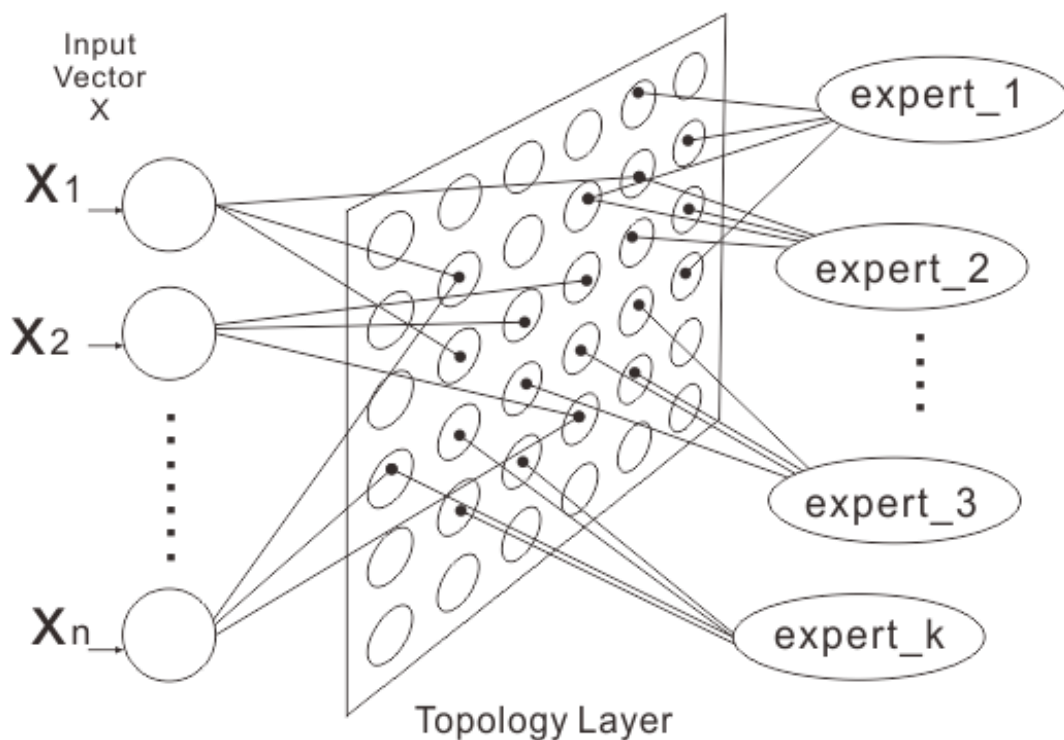 Input
Vector
X
X1
X2
Xn
expert_1
expert_2
expert_3
expert_k
Topology Layer